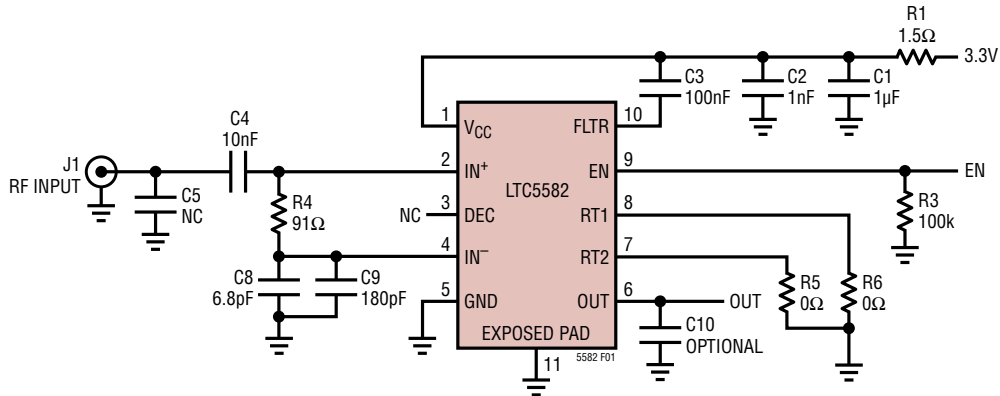 R1
1.5Ω
3.3V
C3
100nF
C2
1nF
C1
1µF
C4
10nF
1
VCC
FLTR
10
J1
RF INPUT
2
IN+
EN
9
EN
C5
NC
R4
91Ω
NC
3
DEC
LTC5582
RT1
8
R3
100k
4
IN−
RT2
7
C8
6.8pF
C9
180pF
R5
0Ω
R6
0Ω
5
GND
OUT
6
OUT
EXPOSED PAD
C10
OPTIONAL
5582 F01
11